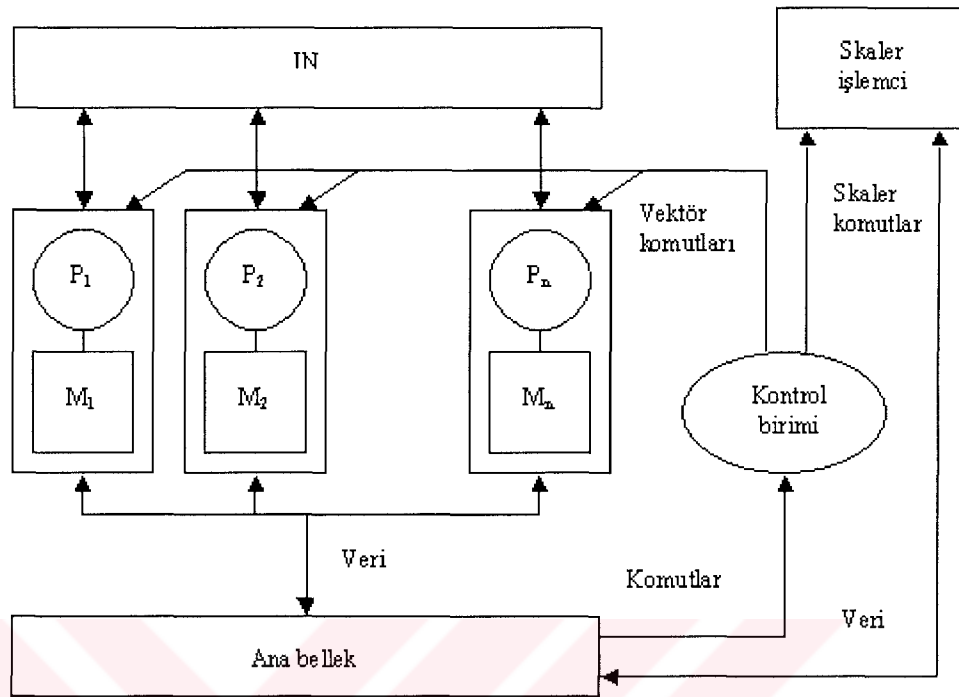 IN
Skaler
işlemci
Vektör
komutları
Skaler
komutlar
P₁
P₂
Pₙ
M₁
M₂
Mₙ
Kontrol
birimi
Veri
Komutlar
Veri
Ana bellek